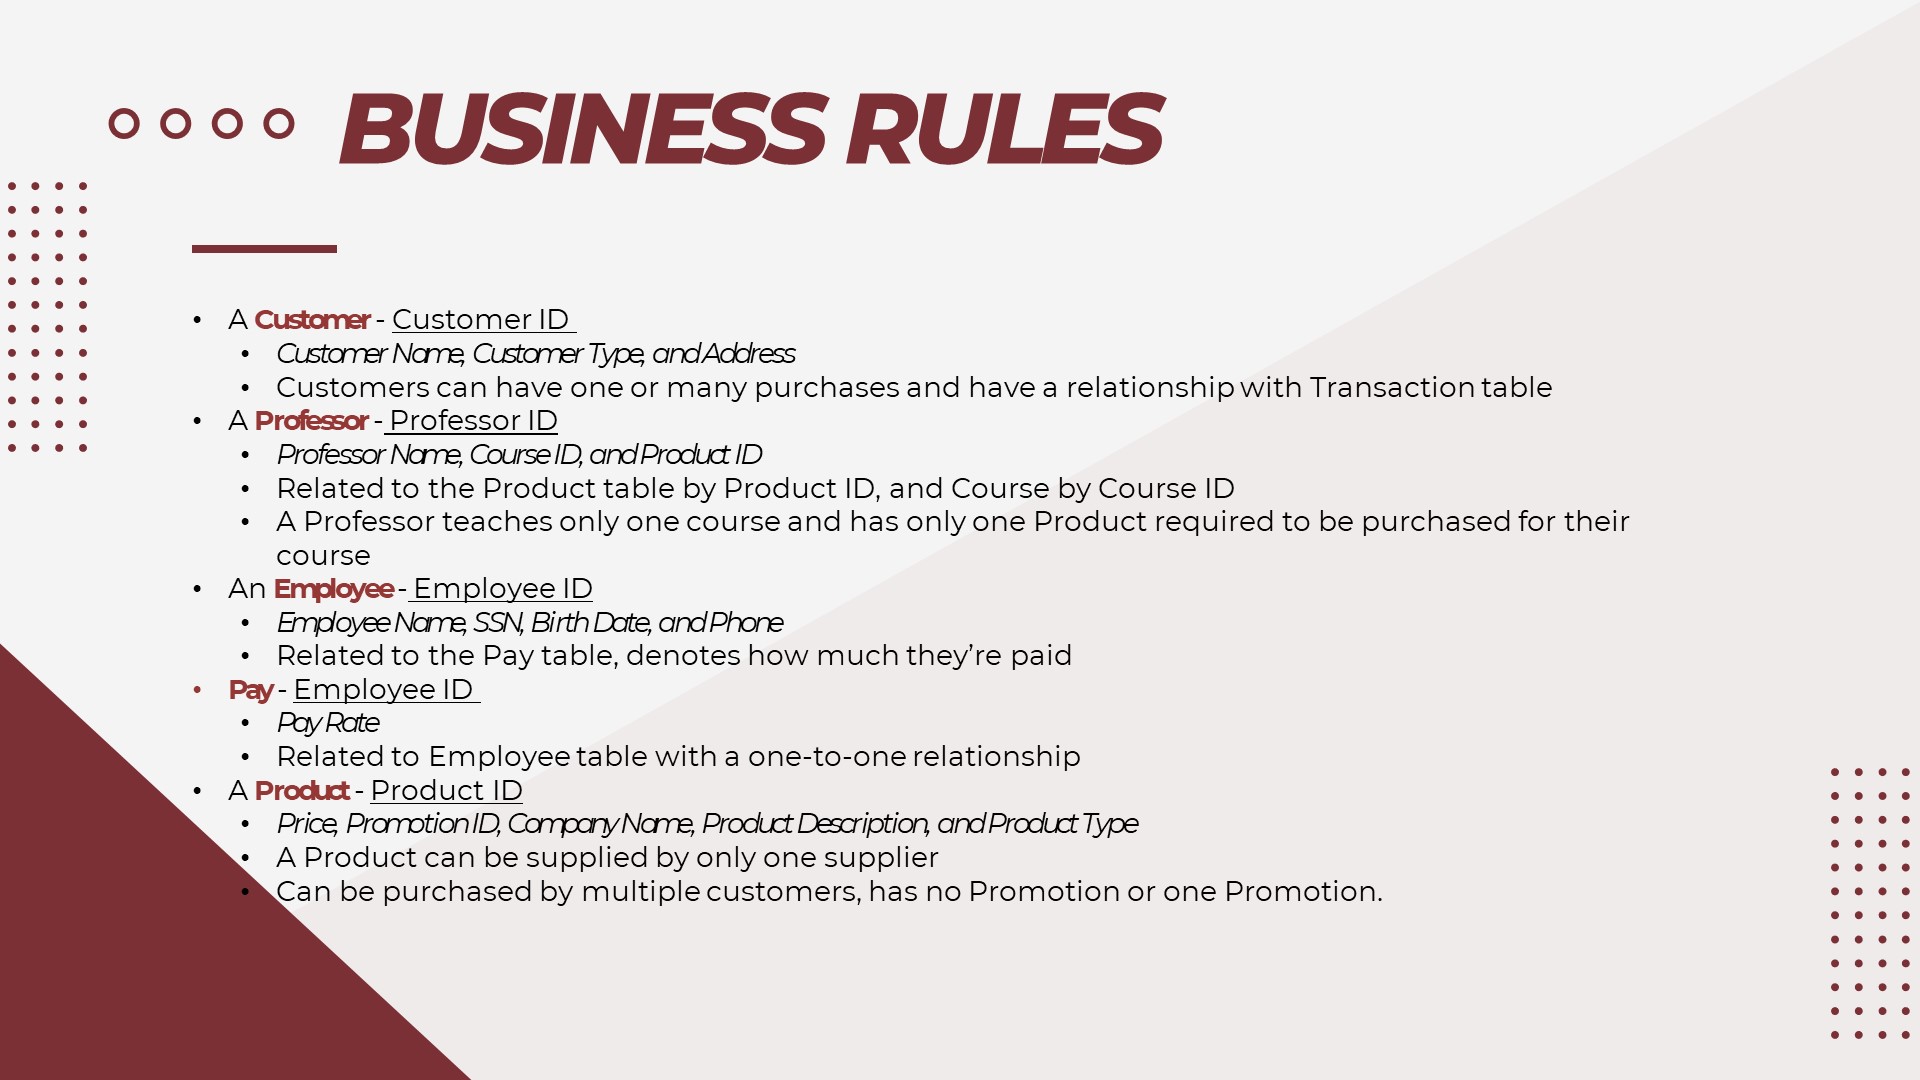 BUSINESS RULES
• A Customer - Customer ID
• Customer Name, Customer Type, and Address
• Customers can have one or many purchases and have a relationship with Transaction table
• A Professor - Professor ID
• Professor Name, Course ID, and Product ID
• Related to the Product table by Product ID, and Course by Course ID
• A Professor teaches only one course and has only one Product required to be purchased for their
course
• An Employee - Employee ID
• Employee Name, SSN, Birth Date, and Phone
• Related to the Pay table, denotes how much they’re paid
• Pay - Employee ID
• Pay Rate
• Related to Employee table with a one-to-one relationship
• A Product - Product ID
• Price, Promotion ID, Company Name, Product Description, and Product Type
• A Product can be supplied by only one supplier
• Can be purchased by multiple customers, has no Promotion or one Promotion.